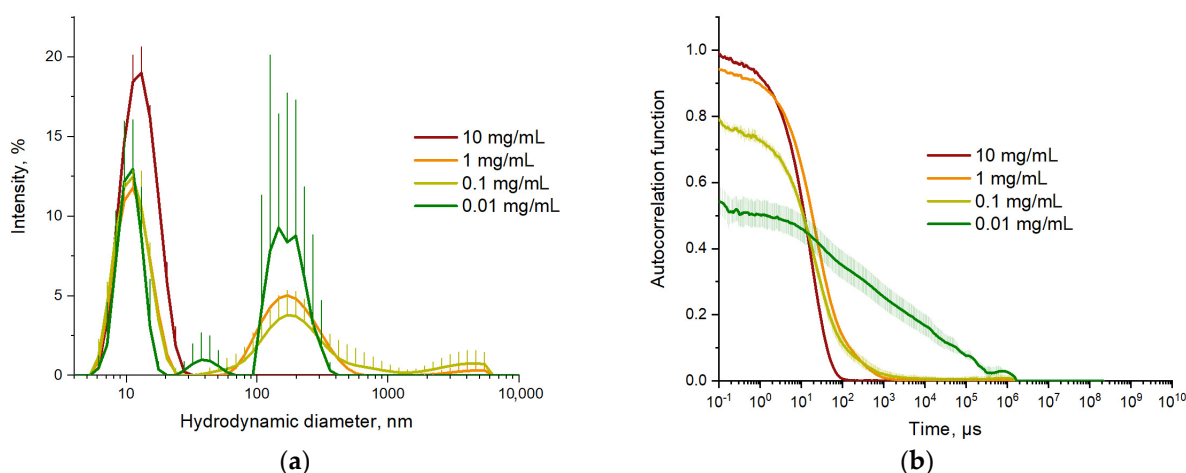 20
15
10
5
0
Intensity, %
10 mg/mL
1 mg/mL
0.1 mg/mL
0.01 mg/mL
10
100
1000
10,000
Hydrodynamic diameter, nm
(a)
1.0
0.8
0.6
0.4
0.2
0.0
Autocorrelation function
10 mg/mL
1 mg/mL
0.1 mg/mL
0.01 mg/mL
10⁻¹ 10⁰ 10¹ 10² 10³ 10⁴ 10⁵ 10⁶ 10⁷ 10⁸ 10⁹ 10¹⁰
Time, µs
(b)